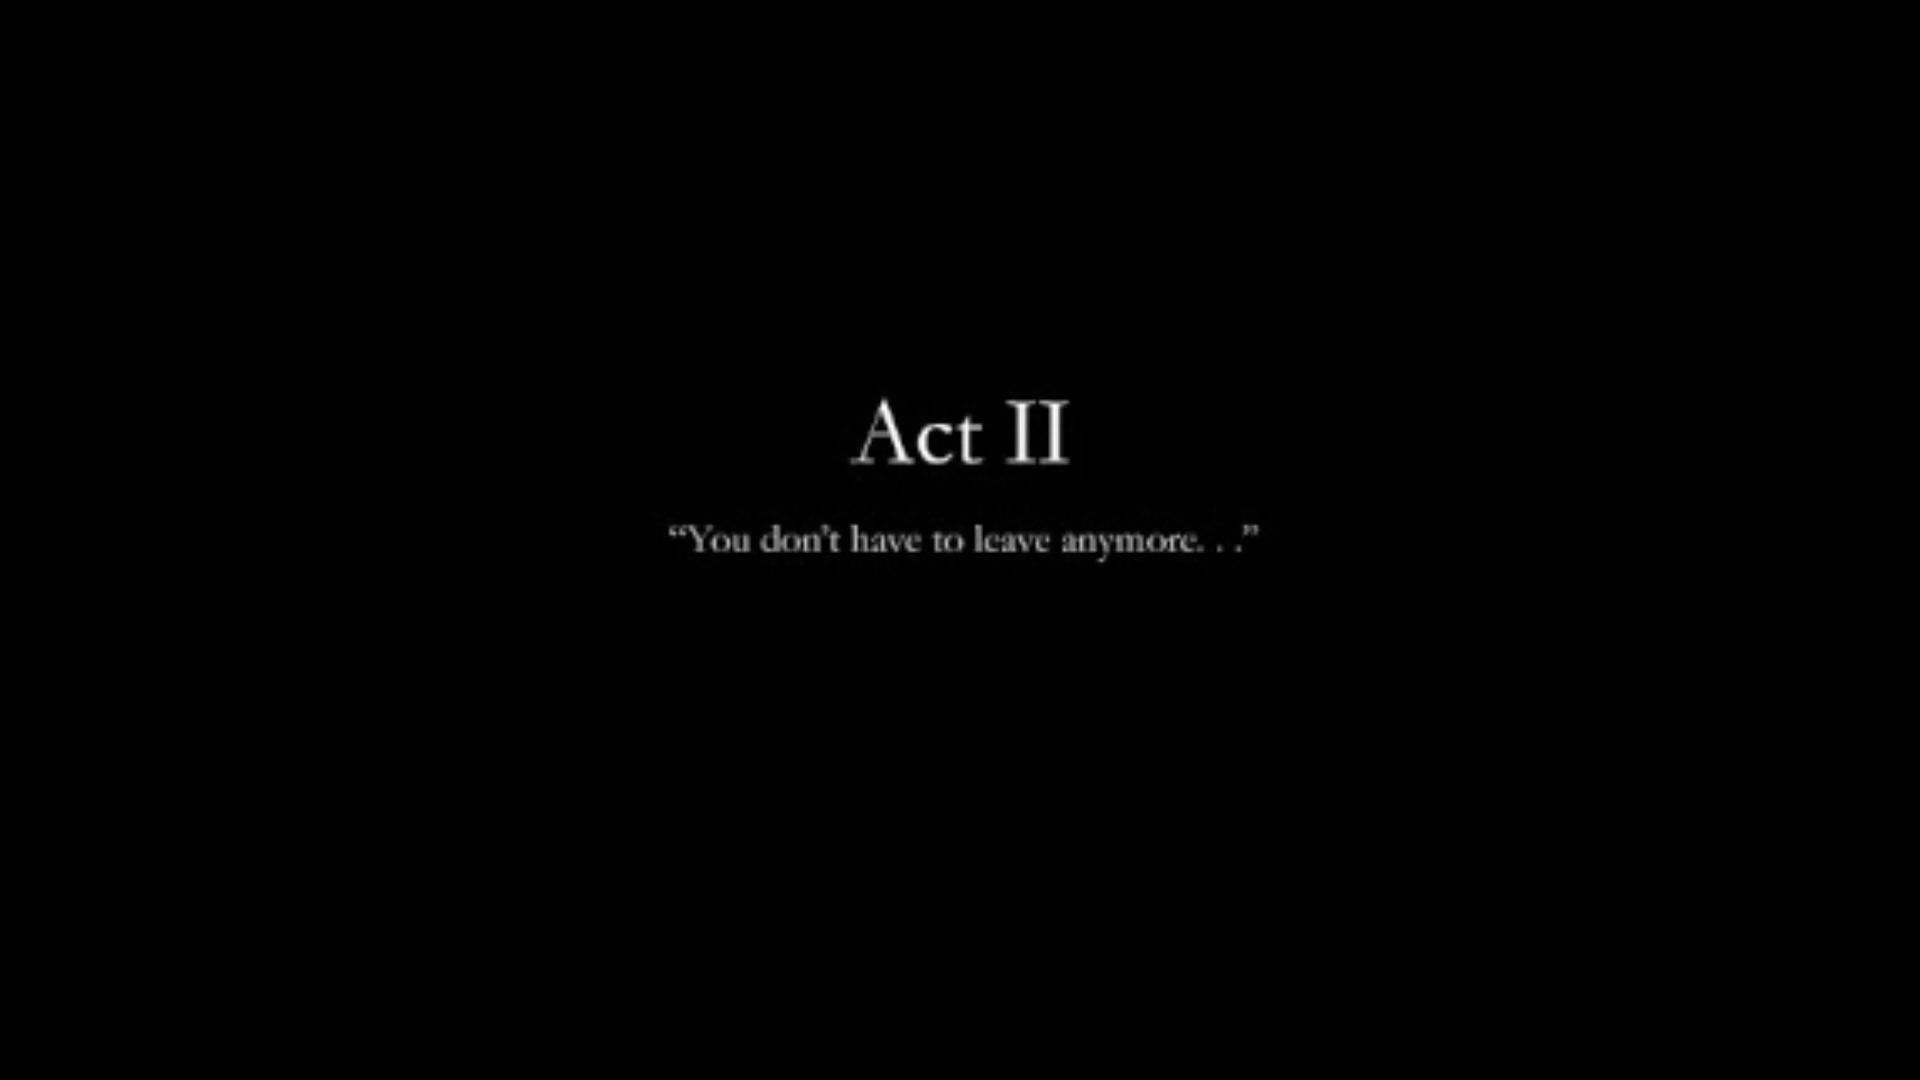 Act II
“You don’t have to leave anymore. . .”